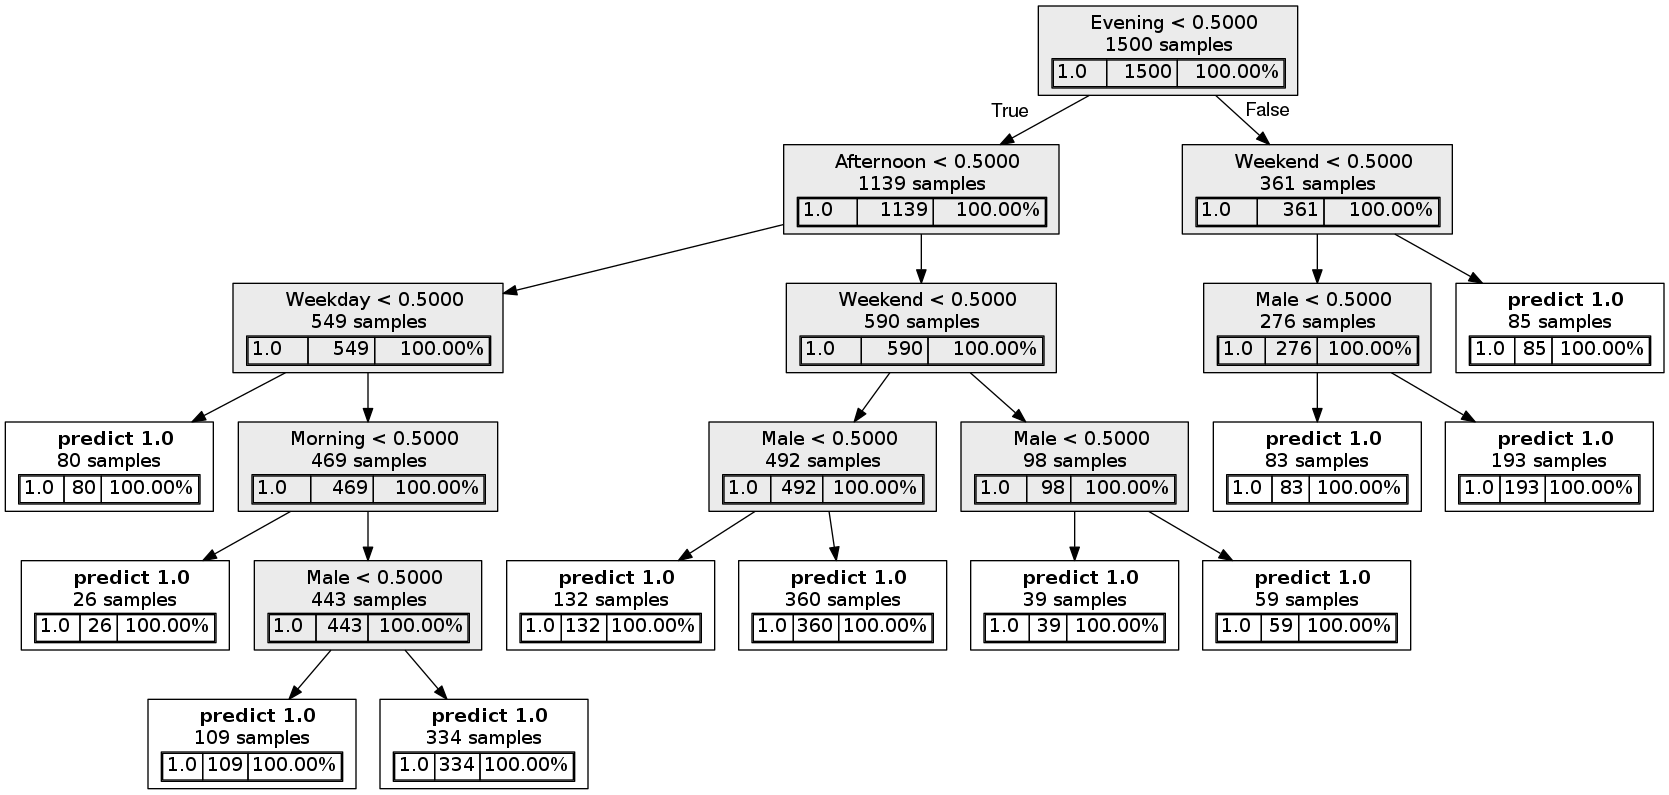 Evening < 0.5000
1500 samples
1.0 1500 100.00%
True
False
Afternoon < 0.5000
1139 samples
1.0 1139 100.00%
Weekend < 0.5000
361 samples
1.0 361 100.00%
Weekday < 0.5000
549 samples
1.0 549 100.00%
Weekend < 0.5000
590 samples
1.0 590 100.00%
Male < 0.5000
276 samples
1.0 276 100.00%
predict 1.0
85 samples
1.0 85 100.00%
predict 1.0
80 samples
1.0 80 100.00%
Morning < 0.5000
469 samples
1.0 469 100.00%
Male < 0.5000
492 samples
1.0 492 100.00%
Male < 0.5000
98 samples
1.0 98 100.00%
predict 1.0
83 samples
1.0 83 100.00%
predict 1.0
193 samples
1.0 193 100.00%
predict 1.0
26 samples
1.0 26 100.00%
Male < 0.5000
443 samples
1.0 443 100.00%
predict 1.0
132 samples
1.0 132 100.00%
predict 1.0
360 samples
1.0 360 100.00%
predict 1.0
39 samples
1.0 39 100.00%
predict 1.0
59 samples
1.0 59 100.00%
predict 1.0
109 samples
1.0 109 100.00%
predict 1.0
334 samples
1.0 334 100.00%